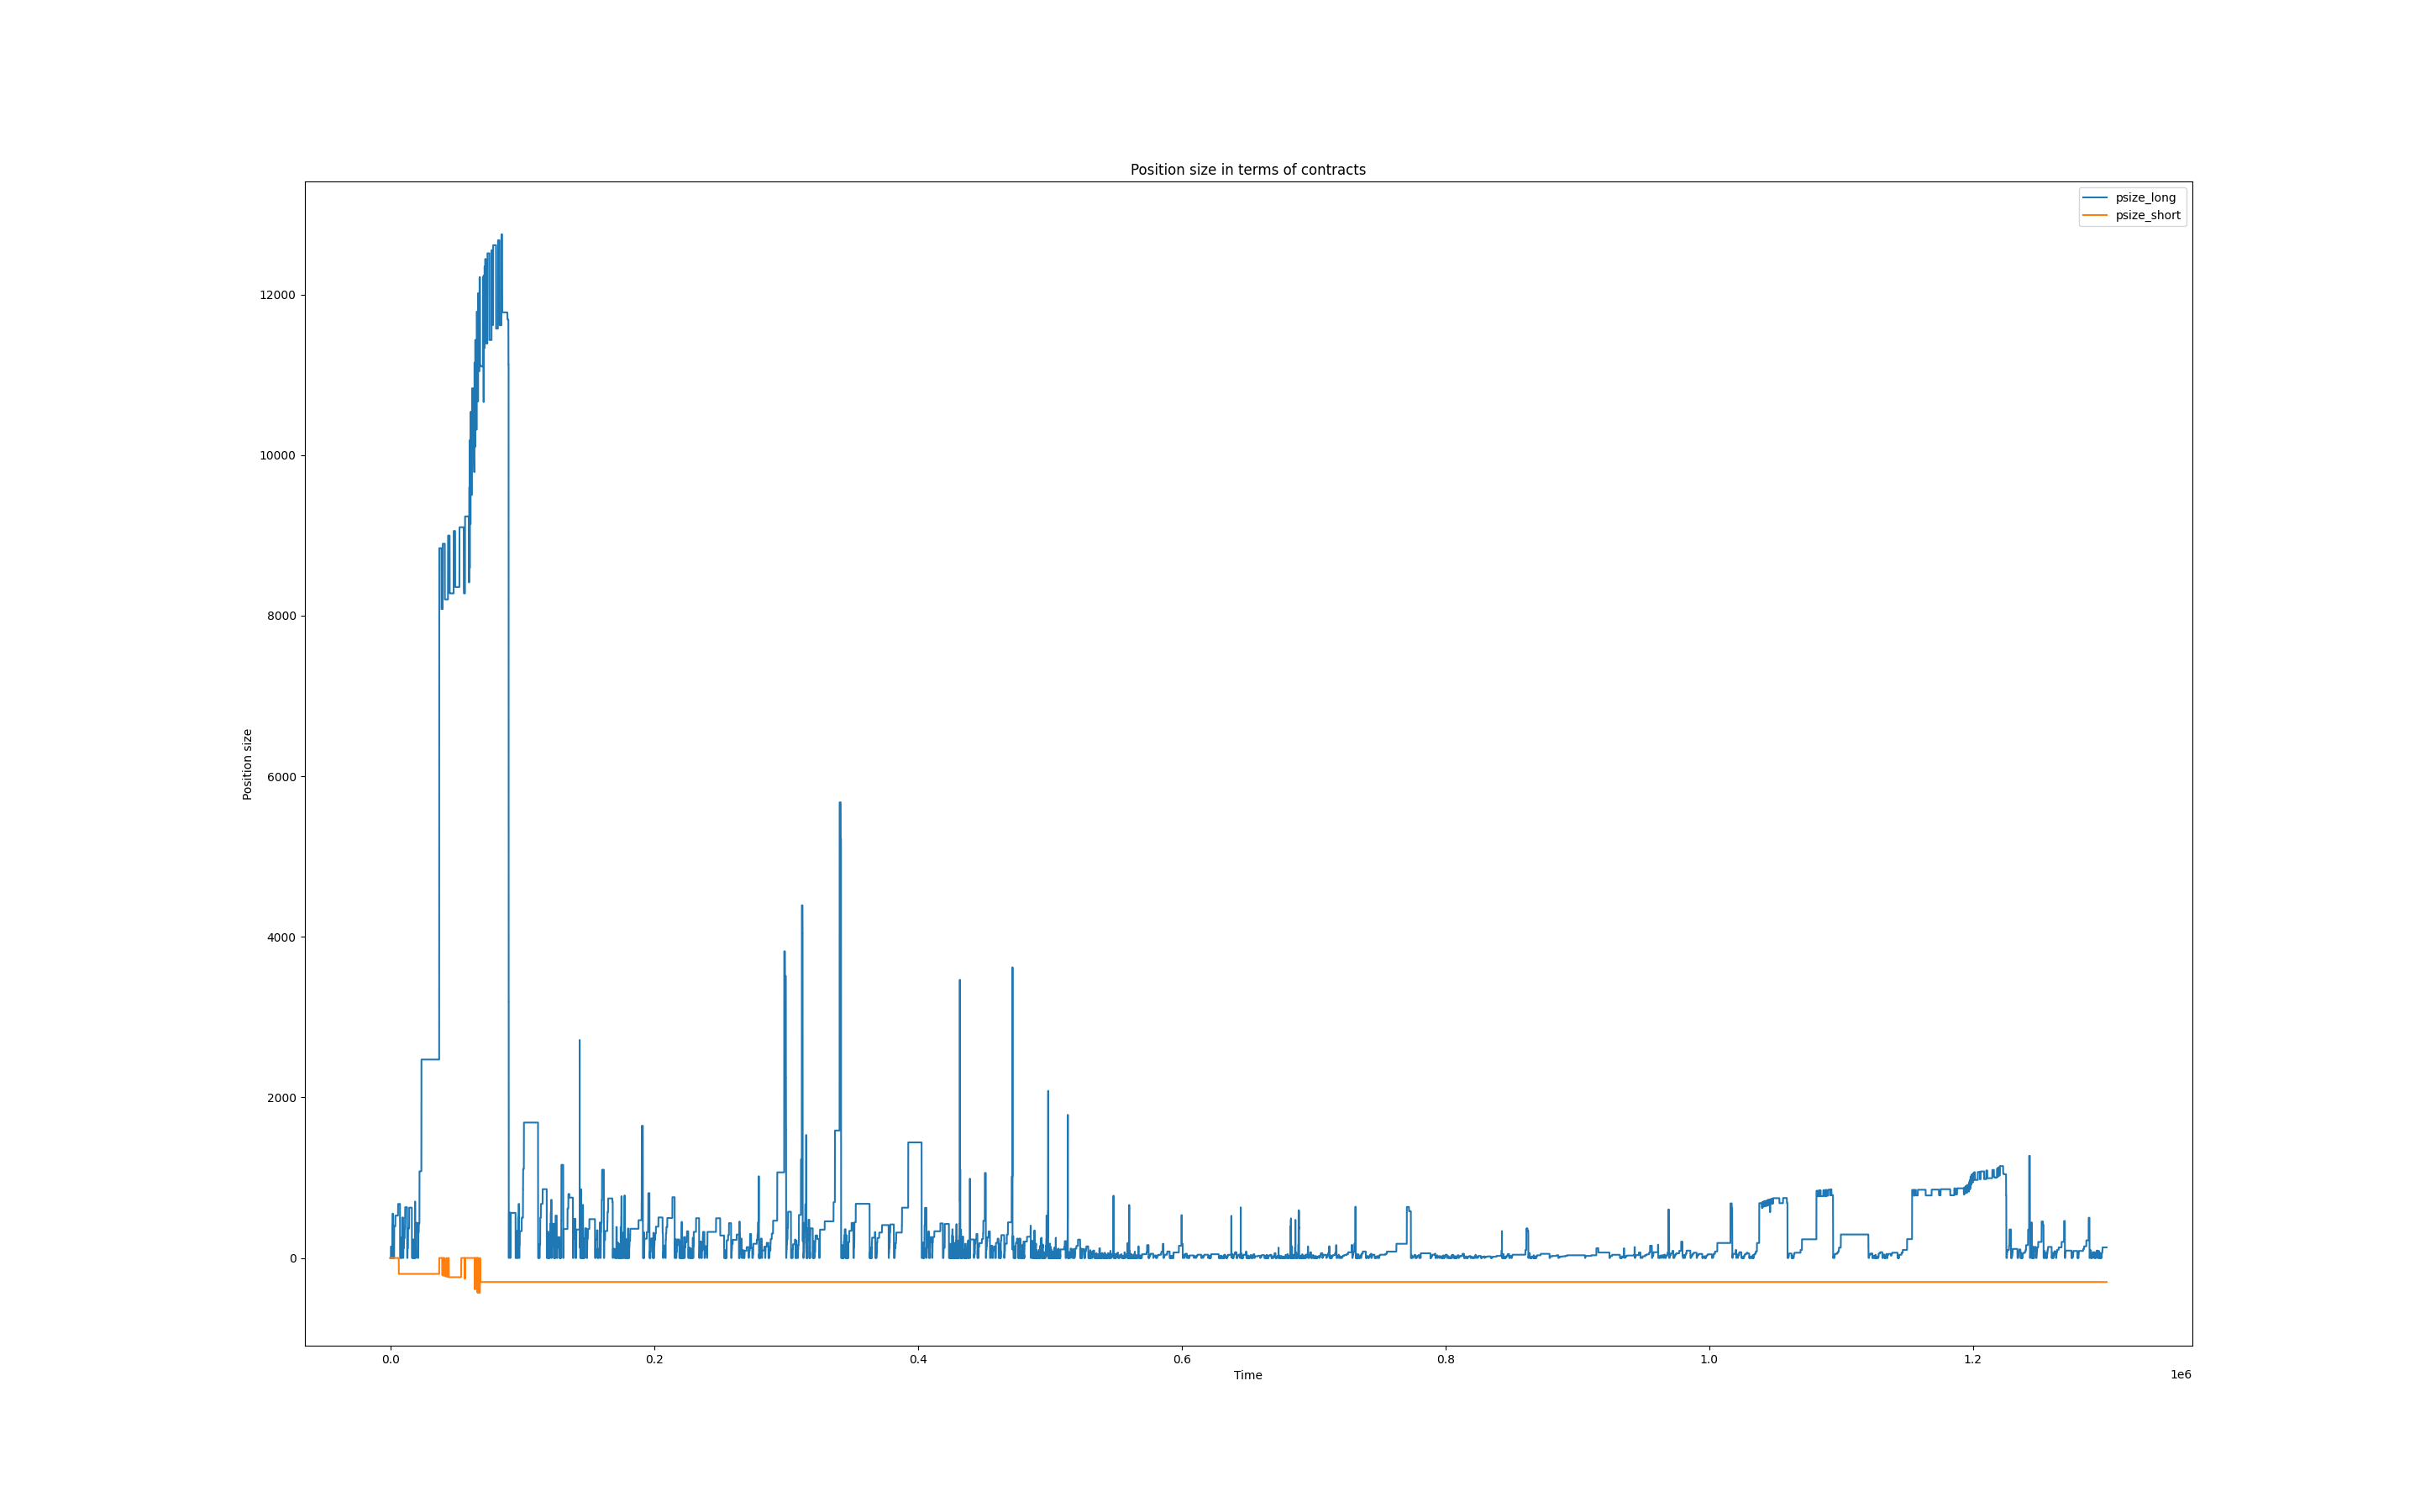 Position size in terms of contracts
psize_long
psize_short
12000
10000
8000
6000
4000
2000
0
Position size
0.0
0.2
0.4
0.6
0.8
1.0
1.2
1e6
Time